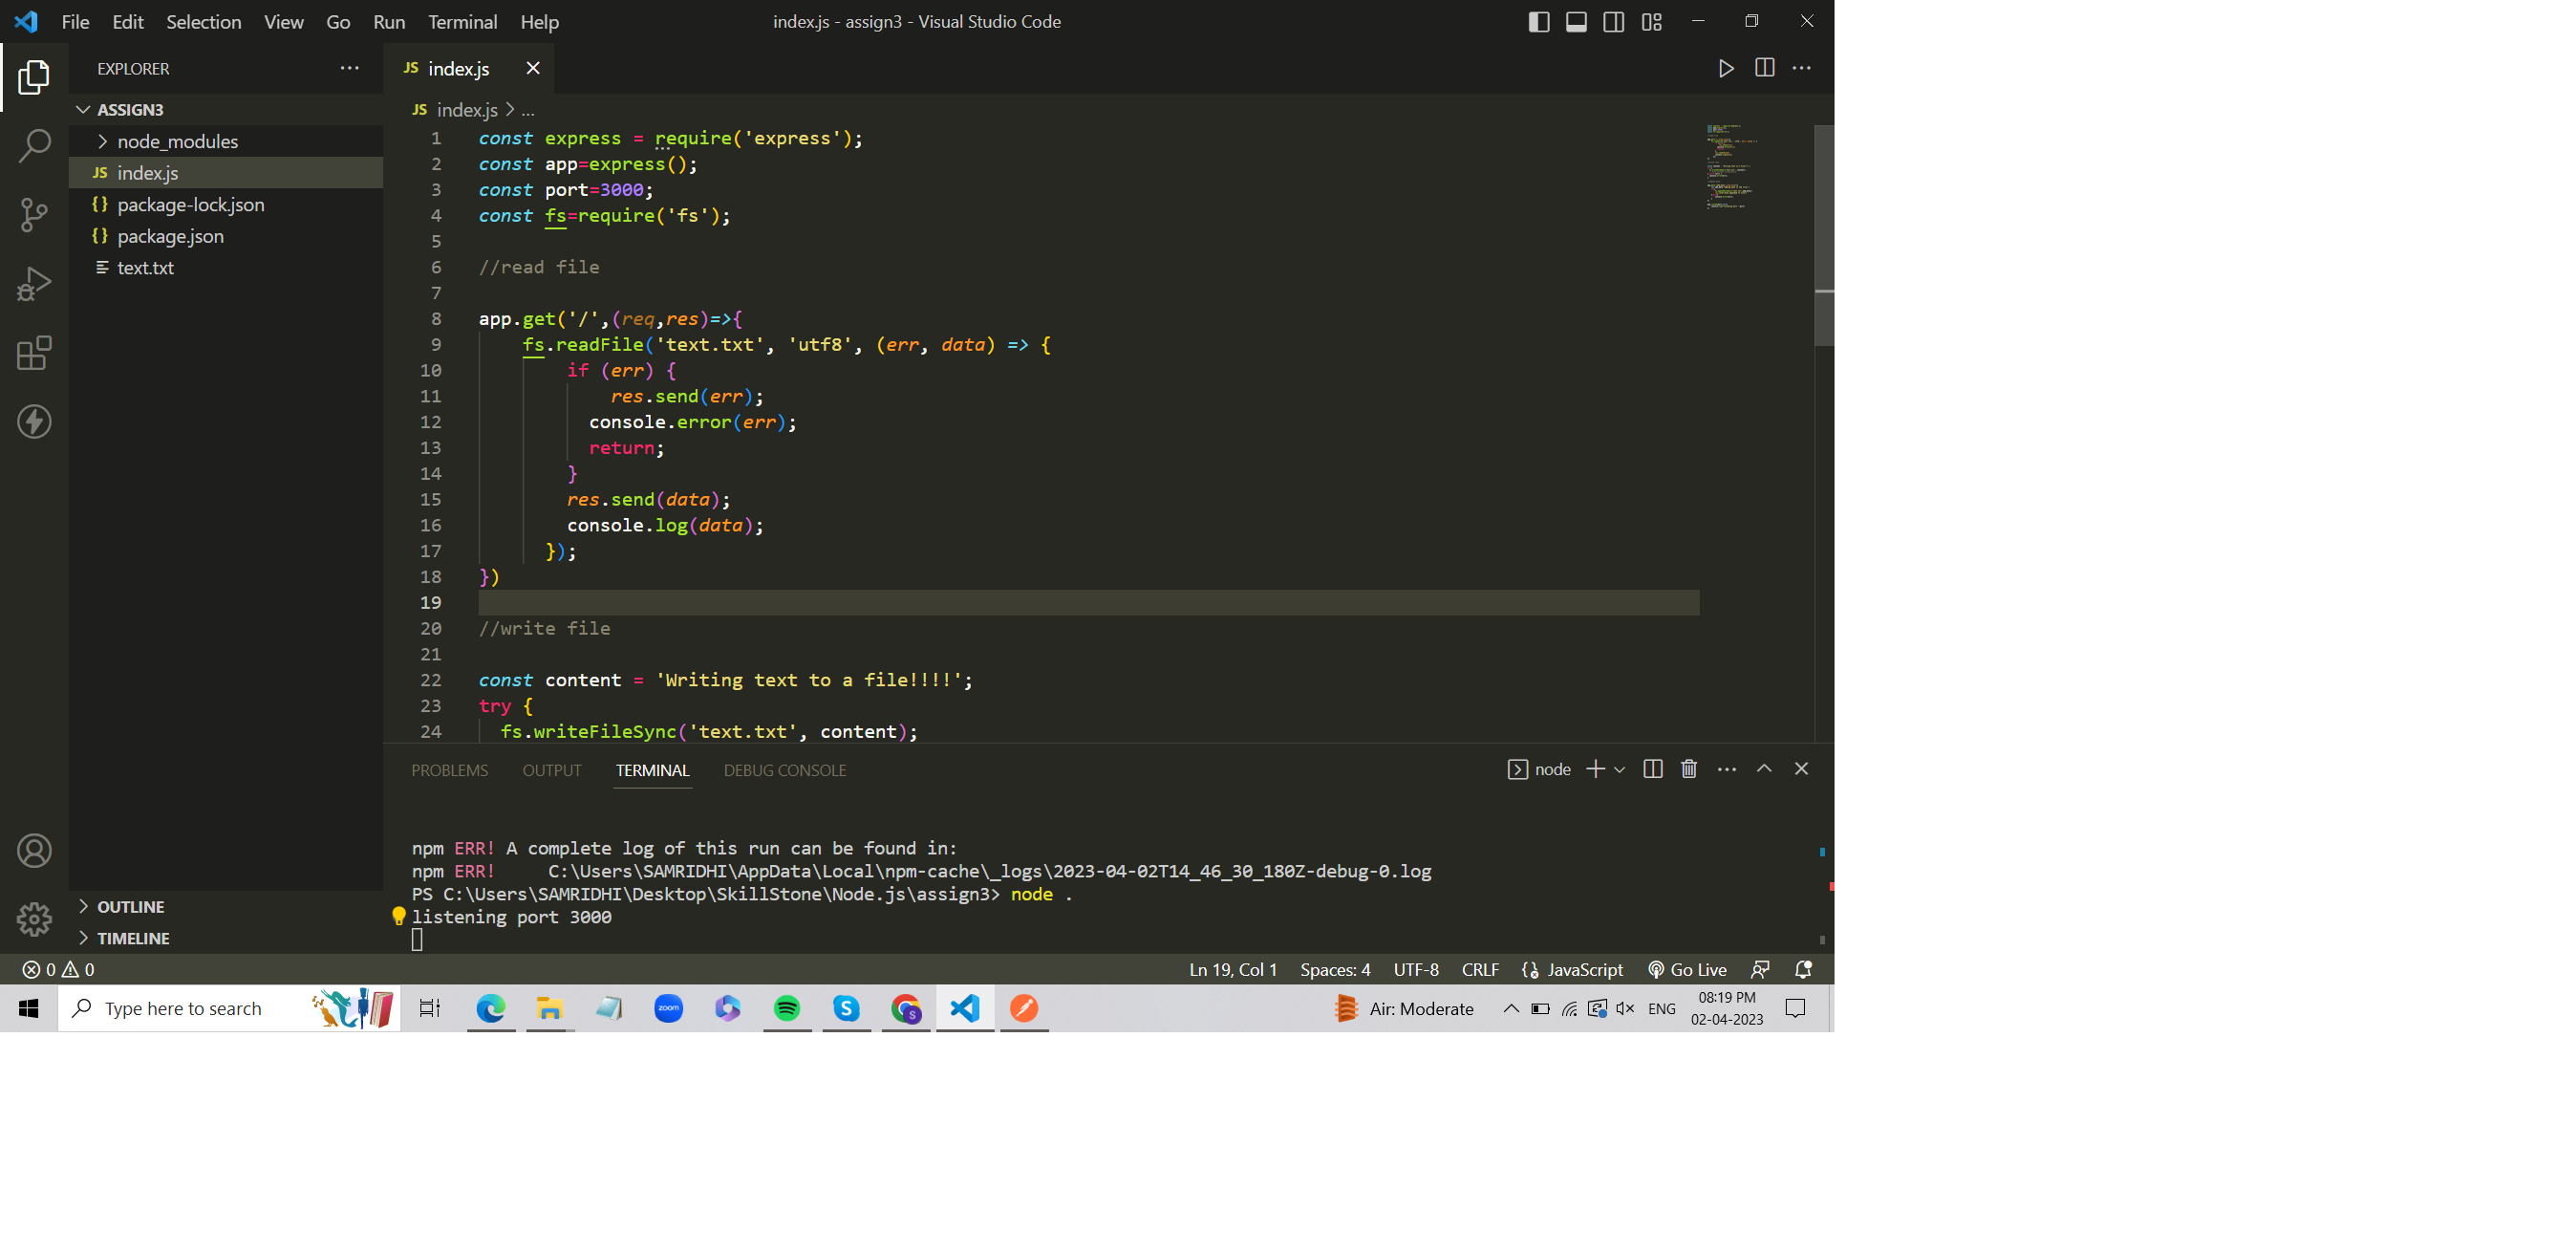 File Edit Selection View Go Run Terminal Help
index.js - assign3 - Visual Studio Code
EXPLORER
ASSIGN3
node_modules
JS index.js
{} package-lock.json
{} package.json
text.txt
OUTLINE
TIMELINE
JS index.js
JS index.js > ...
1 const express = require('express');
2 const app=express();
3 const port=3000;
4 const fs=require('fs');
5
6 //read file
7
8 app.get('/',(req,res)=>{
9 fs.readFile('text.txt', 'utf8', (err, data) => {
10 if (err) {
11 res.send(err);
12 console.error(err);
13 return;
14 }
15 res.send(data);
16 console.log(data);
17 });
18 })
19
20 //write file
21
22 const content = 'Writing text to a file!!!!';
23 try {
24 fs.writeFileSync('text.txt', content);
PROBLEMS OUTPUT TERMINAL DEBUG CONSOLE
node
npm ERR! A complete log of this run can be found in:
npm ERR! C:\Users\SAMRIDHI\AppData\Local\npm-cache\_logs\2023-04-02T14_46_30_180Z-debug-0.log
PS C:\Users\SAMRIDHI\Desktop\SkillStone\Node.js\assign3> node .
listening port 3000
0 0
Ln 19, Col 1 Spaces: 4 UTF-8 CRLF {} JavaScript Go Live
Type here to search
zoom
S
S
Air: Moderate
ENG
08:19 PM
02-04-2023